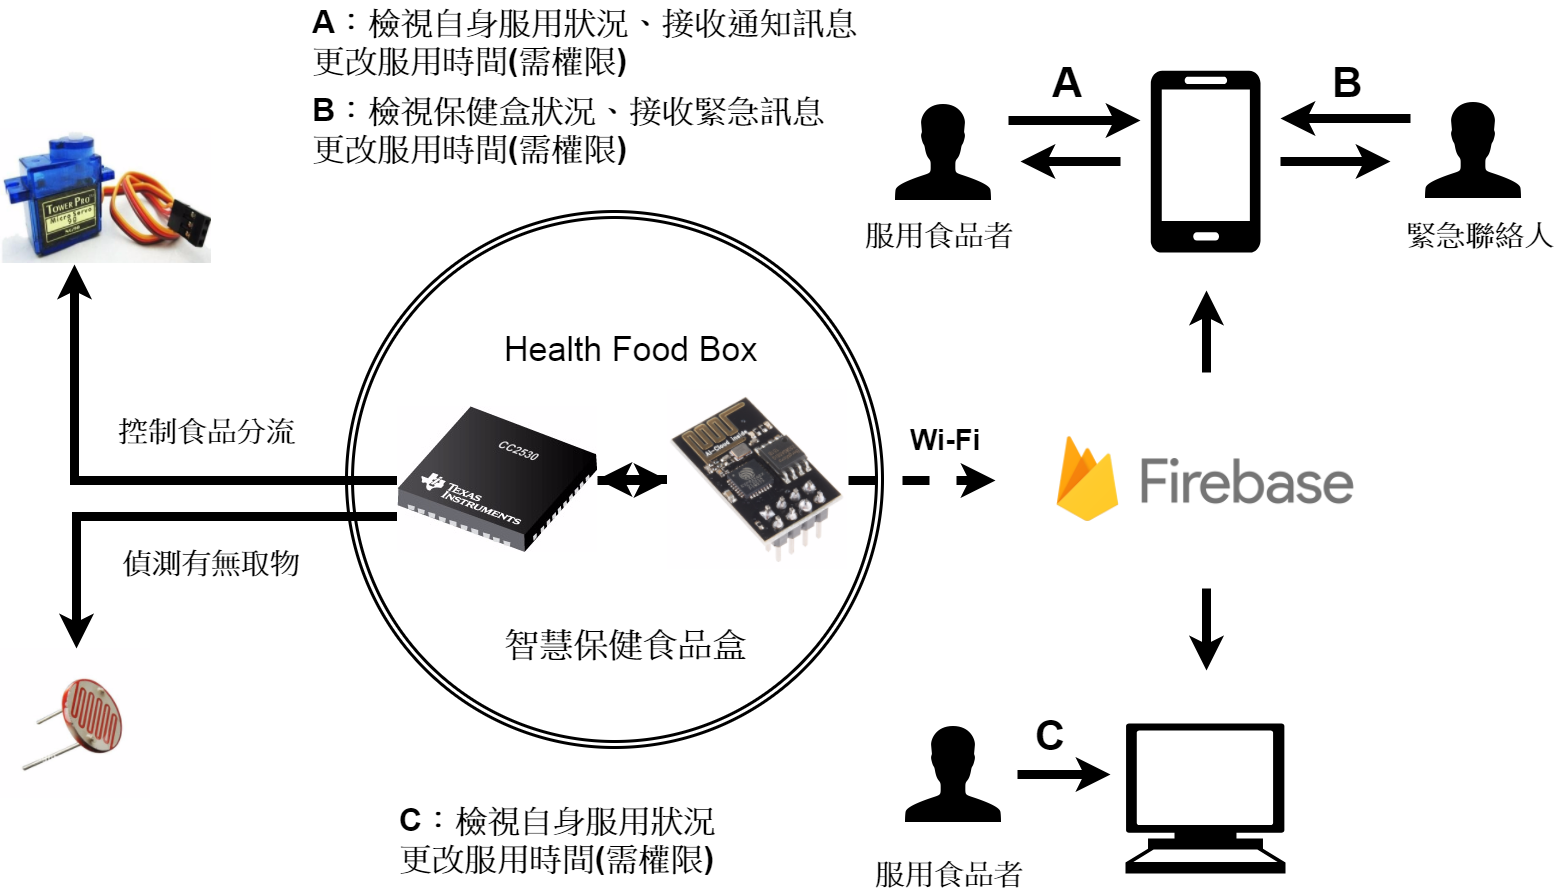 A：檢視自身服用狀況、接收通知訊息
更改服用時間(需權限)
B：檢視保健盒狀況、接收緊急訊息
更改服用時間(需權限)
A
B
服用食品者
緊急聯絡人
TOWER PRO
Micro Servo
9G
SG90
Health Food Box
控制食品分流
CC2530
TEXAS
INSTRUMENTS
AI-Cloud Inside
Wi-Fi
Firebase
偵測有無取物
智慧保健食品盒
C
C：檢視自身服用狀況
更改服用時間(需權限)
服用食品者